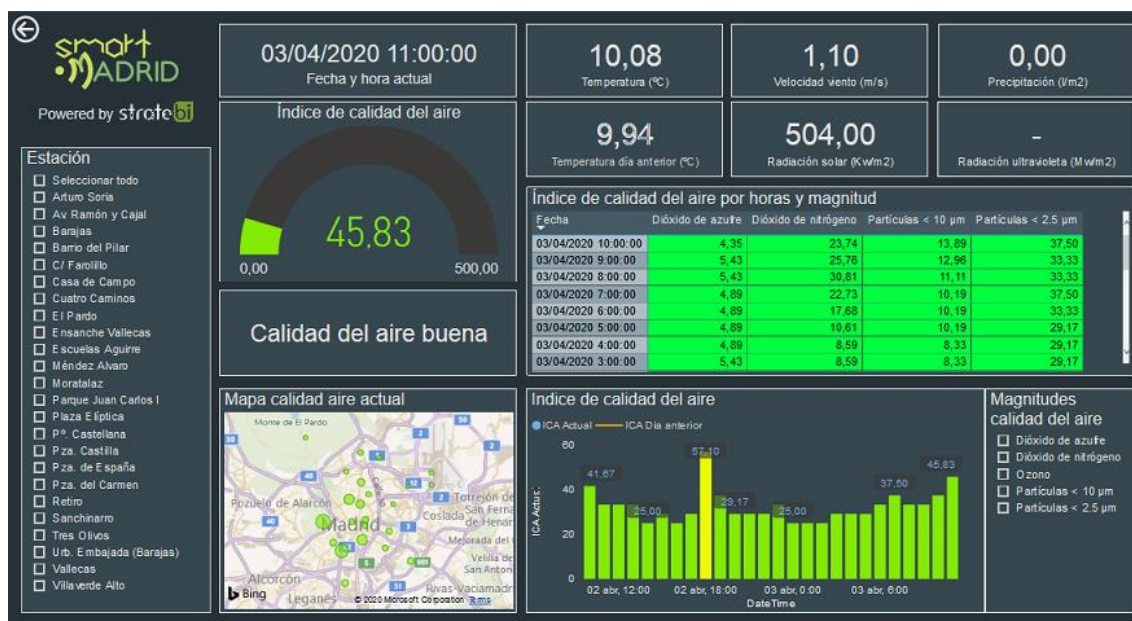 smart
MADRID
Powered by stratebi
Estación
Seleccionar todo
Arturo Soria
Av. Ramón y Cajal
Barajas
Barrio del Pilar
C/ Farolillo
Casa de Campo
Cuatro Caminos
El Pardo
Ensanche Vallecas
Escuelas Aguirre
Méndez Alvaro
Moratalaz
Parque Juan Carlos I
Plaza Elíptica
Pº. Castellana
Pza. Castilla
Pza. de España
Pza. del Carmen
Retiro
Sanchinarro
Tres Olivos
Urb. Embajada (Barajas)
Vallecas
Villaverde Alto
03/04/2020 11:00:00
Fecha y hora actual
Índice de calidad del aire
45,83
0,00 500,00
Calidad del aire buena
10,08
Temperatura (ºC)
1,10
Velocidad viento (m/s)
0,00
Precipitación (l/m2)
9,94
Temperatura día anterior (ºC)
504,00
Radiación solar (Kw/m2)
-
Radiación ultravioleta (Mw/m2)
Índice de calidad del aire por horas y magnitud
Fecha Dióxido de azufre Dióxido de nitrógeno Partículas < 10 µm Partículas < 2.5 µm
03/04/2020 10:00:00 4,35 23,74 13,89 37,50
03/04/2020 9:00:00 5,43 25,76 12,96 33,33
03/04/2020 8:00:00 5,43 30,81 11,11 33,33
03/04/2020 7:00:00 4,89 22,73 10,19 37,50
03/04/2020 6:00:00 4,89 17,68 10,19 33,33
03/04/2020 5:00:00 4,89 10,61 10,19 29,17
03/04/2020 4:00:00 4,89 8,59 8,33 29,17
03/04/2020 3:00:00 5,43 8,59 8,33 29,17
Mapa calidad aire actual
Monte de El Pardo
Pozuelo de Alarcón
Madrid
Torrejón de
Coslada
San Ferna
de Henar
Mejorada del
Velilla de
San Anton
Alcorcón
Leganés
Rivas-Vaciamadr
Bing
© 2020 Microsoft Corporation Terms
Indice de calidad del aire
ICA Actual ICA Dia anterior
ICA Actual
60
40
20
0
41,67
25,00
57,10
29,17
25,00
37,50
45,83
02 abr, 12:00 02 abr, 18:00 03 abr, 0:00 03 abr, 6:00
DateTime
Magnitudes
calidad del aire
Dióxido de azufre
Dióxido de nitrógeno
Ozono
Partículas < 10 µm
Partículas < 2.5 µm